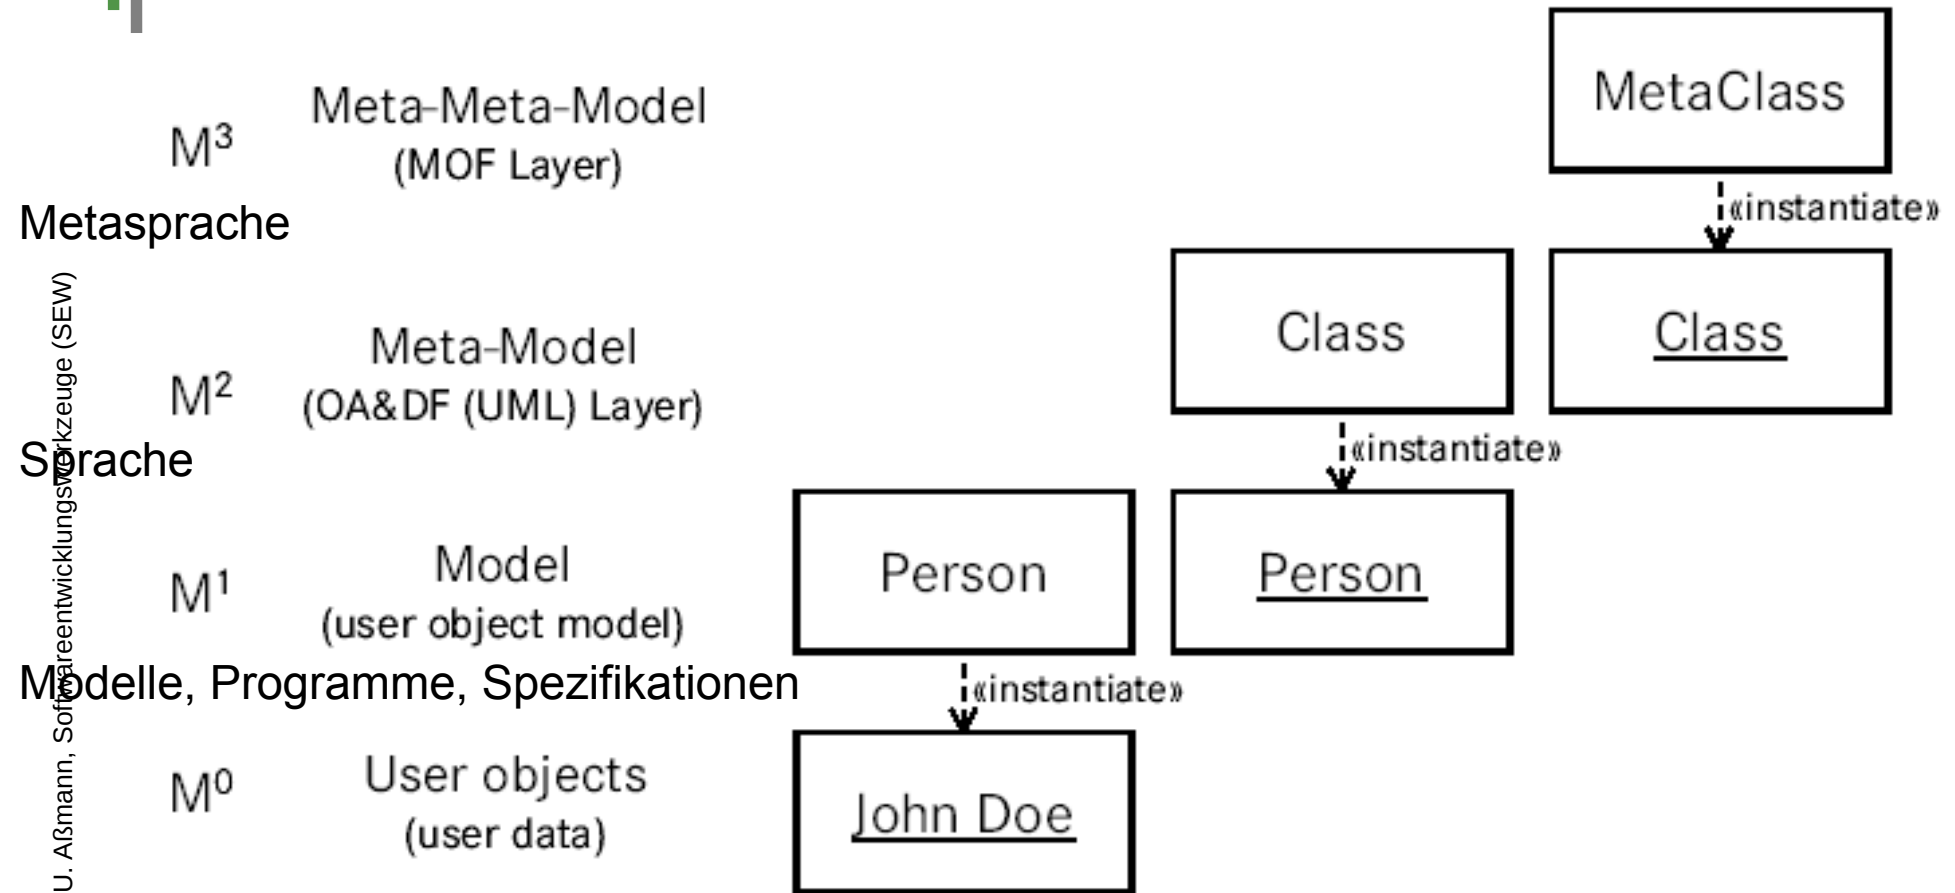 MetaClass
Meta-Meta-Model
M³
(MOF Layer)
«instantiate»
Metasprache
Class
Class
Meta-Model
M²
(OA&DF (UML) Layer)
«instantiate»
Sprache
Person
Person
Model
M¹
(user object model)
Modelle, Programme, Spezifikationen
«instantiate»
User objects
M⁰
John Doe
(user data)
U. Aßmann, Softwareentwicklungswerkzeuge (SEW)